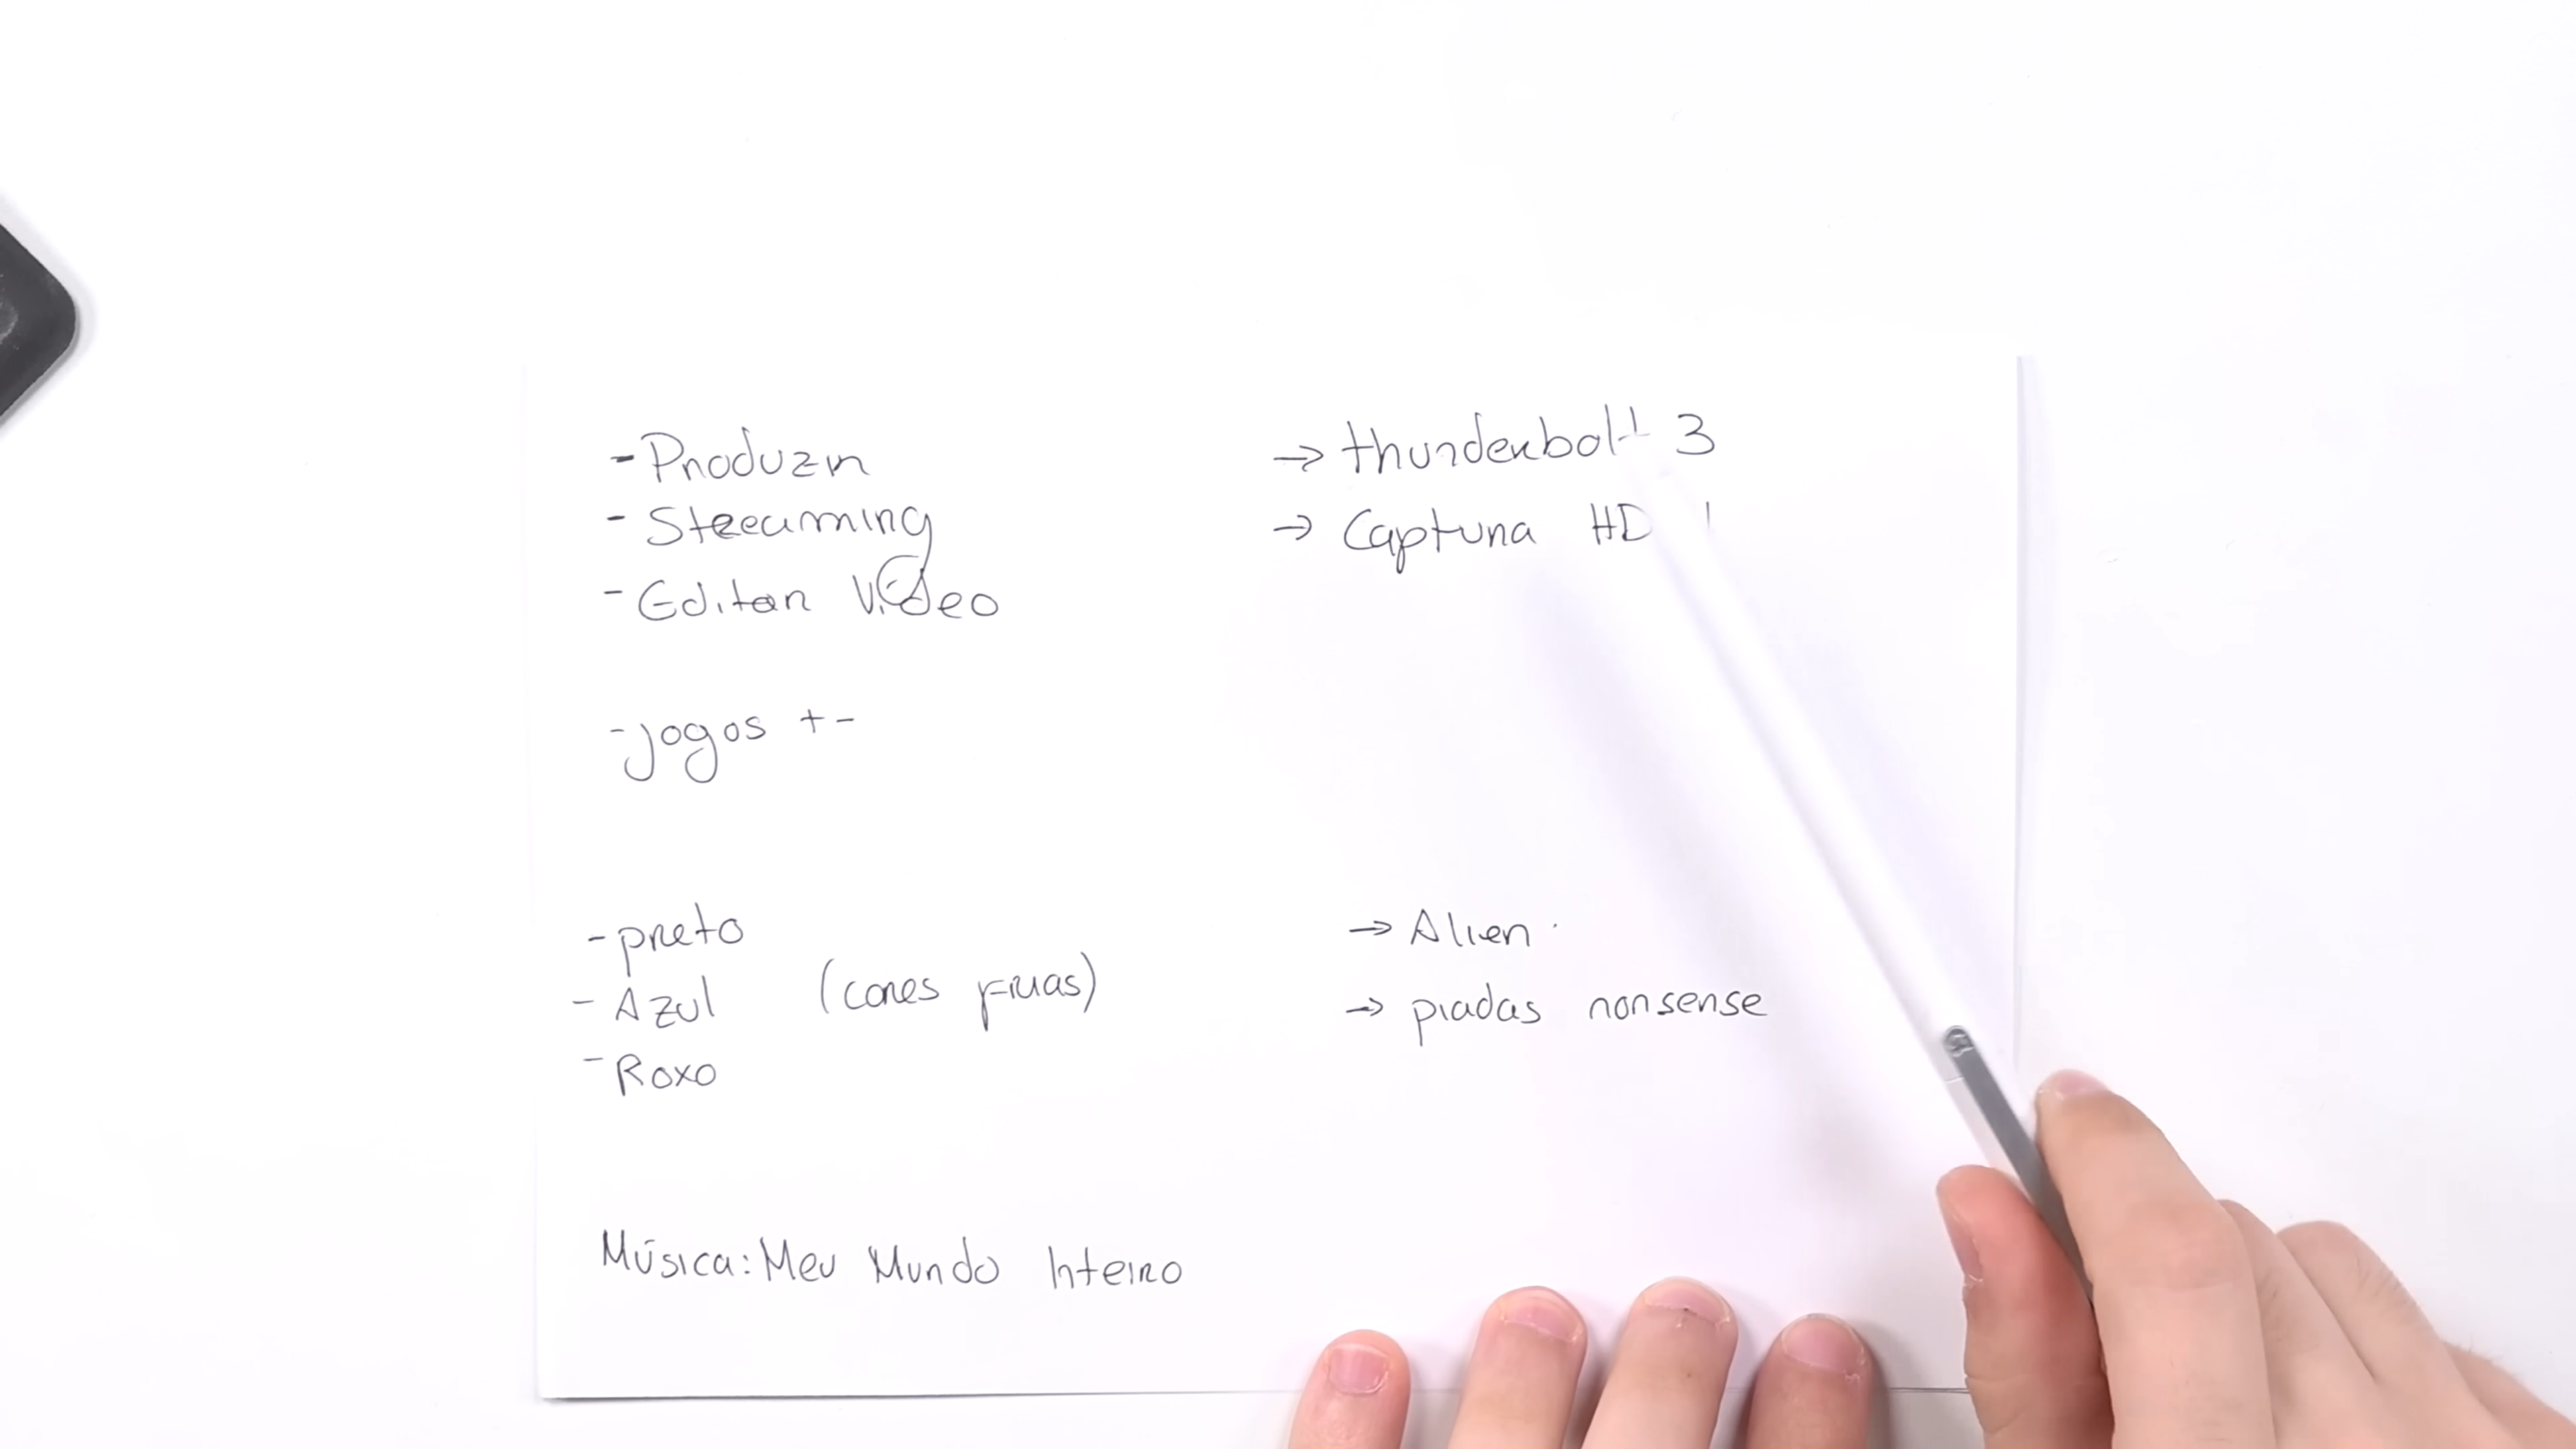 - Produzir
- Streaming
- Editar Vídeo
- jogos +-
→ thunderbolt 3
→ Captura HD
- preto
- Azul (cores frias)
- Roxo
→ Alien
→ piadas nonsense
Música: Meu Mundo Inteiro